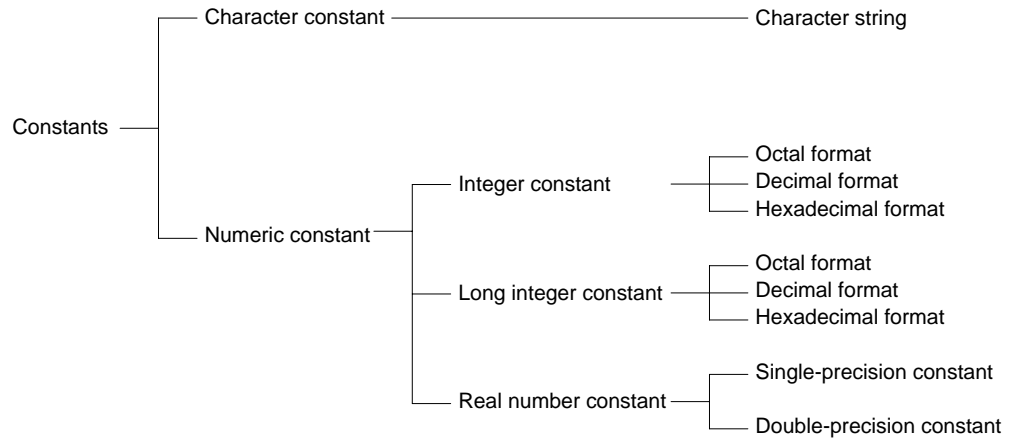 Character constant
Character string
Constants
Integer constant
Octal format
Decimal format
Hexadecimal format
Numeric constant
Long integer constant
Octal format
Decimal format
Hexadecimal format
Real number constant
Single-precision constant
Double-precision constant